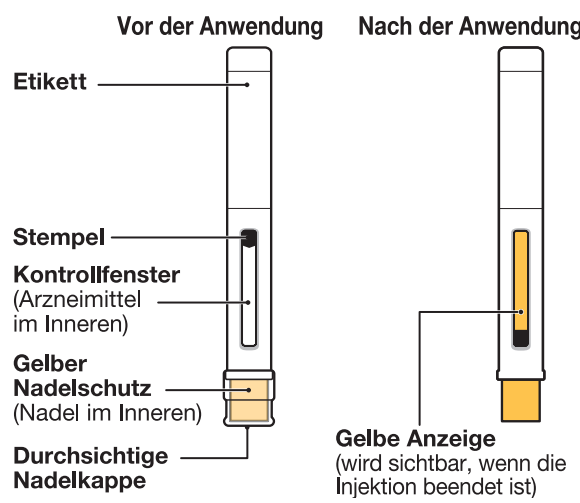 Vor der Anwendung
Nach der Anwendung
Etikett
Stempel
Kontrollfenster
(Arzneimittel
im Inneren)
Gelber
Nadelschutz
(Nadel im Inneren)
Durchsichtige
Nadelkappe
Gelbe Anzeige
(wird sichtbar, wenn die
Injektion beendet ist)